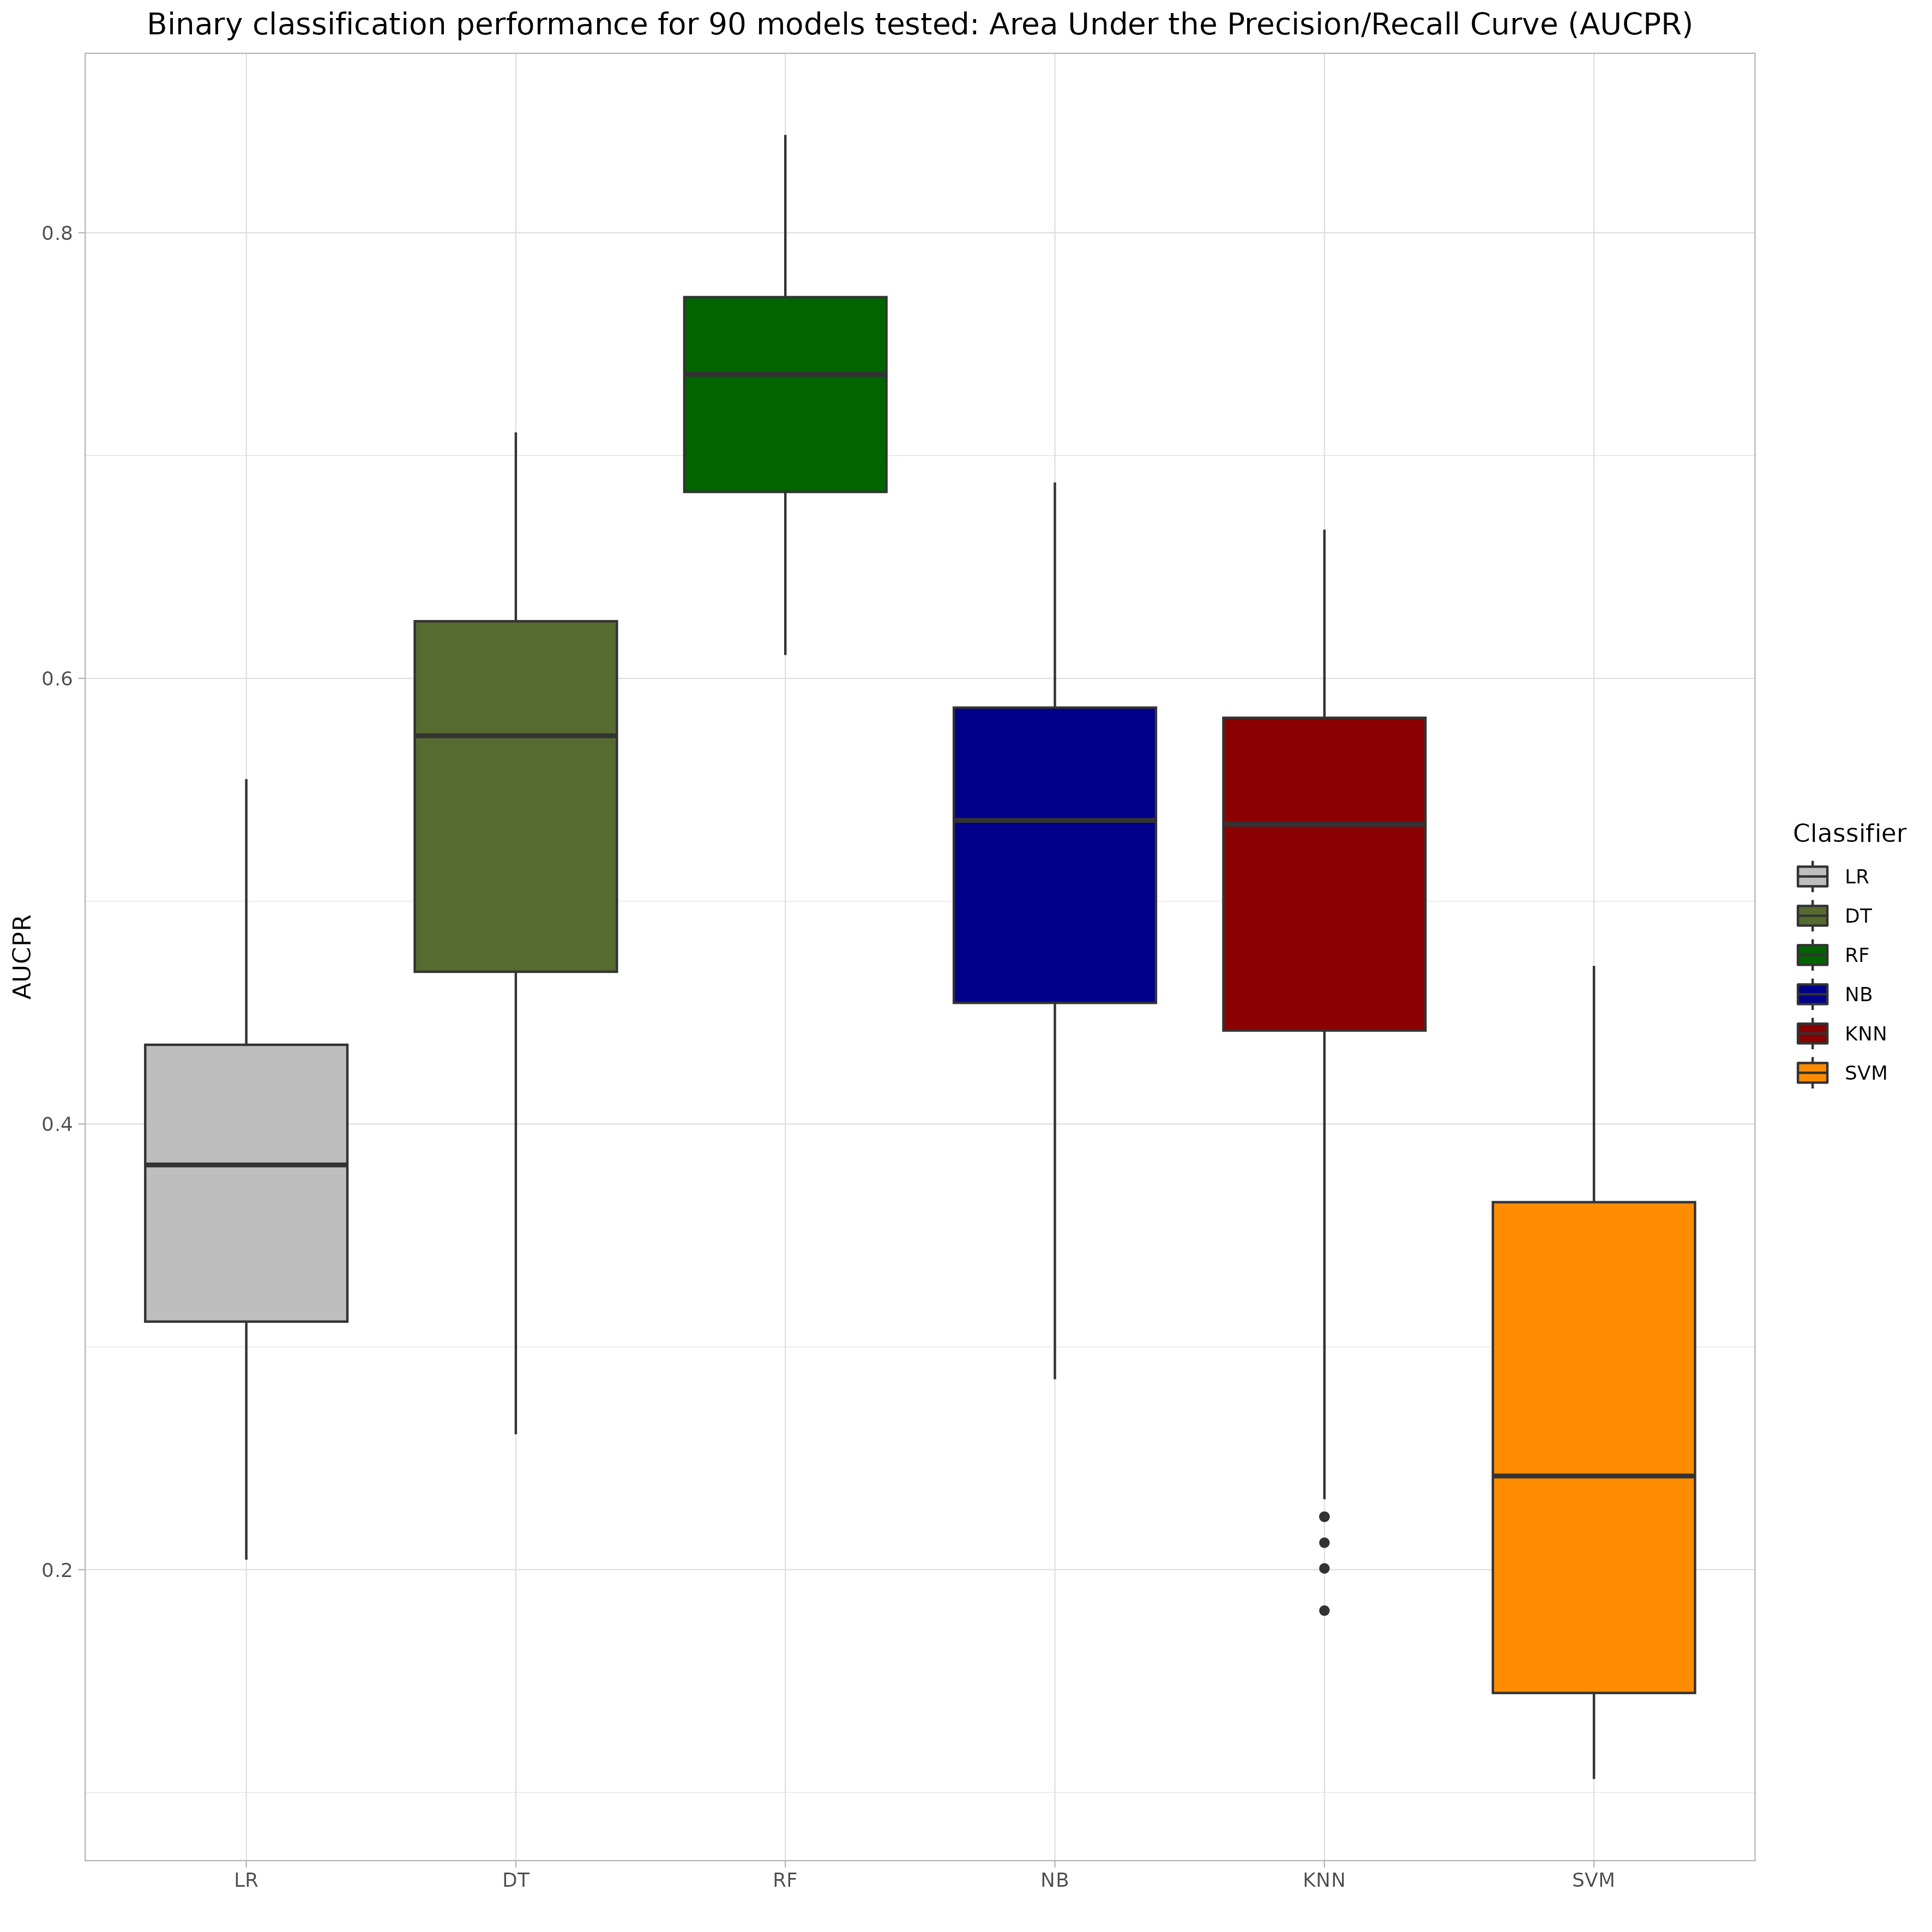 Binary classification performance for 90 models tested: Area Under the Precision/Recall Curve (AUCPR)
0.8
0.6
0.4
0.2
AUCPR
LR
DT
RF
NB
KNN
SVM
Classifier
LR
DT
RF
NB
KNN
SVM